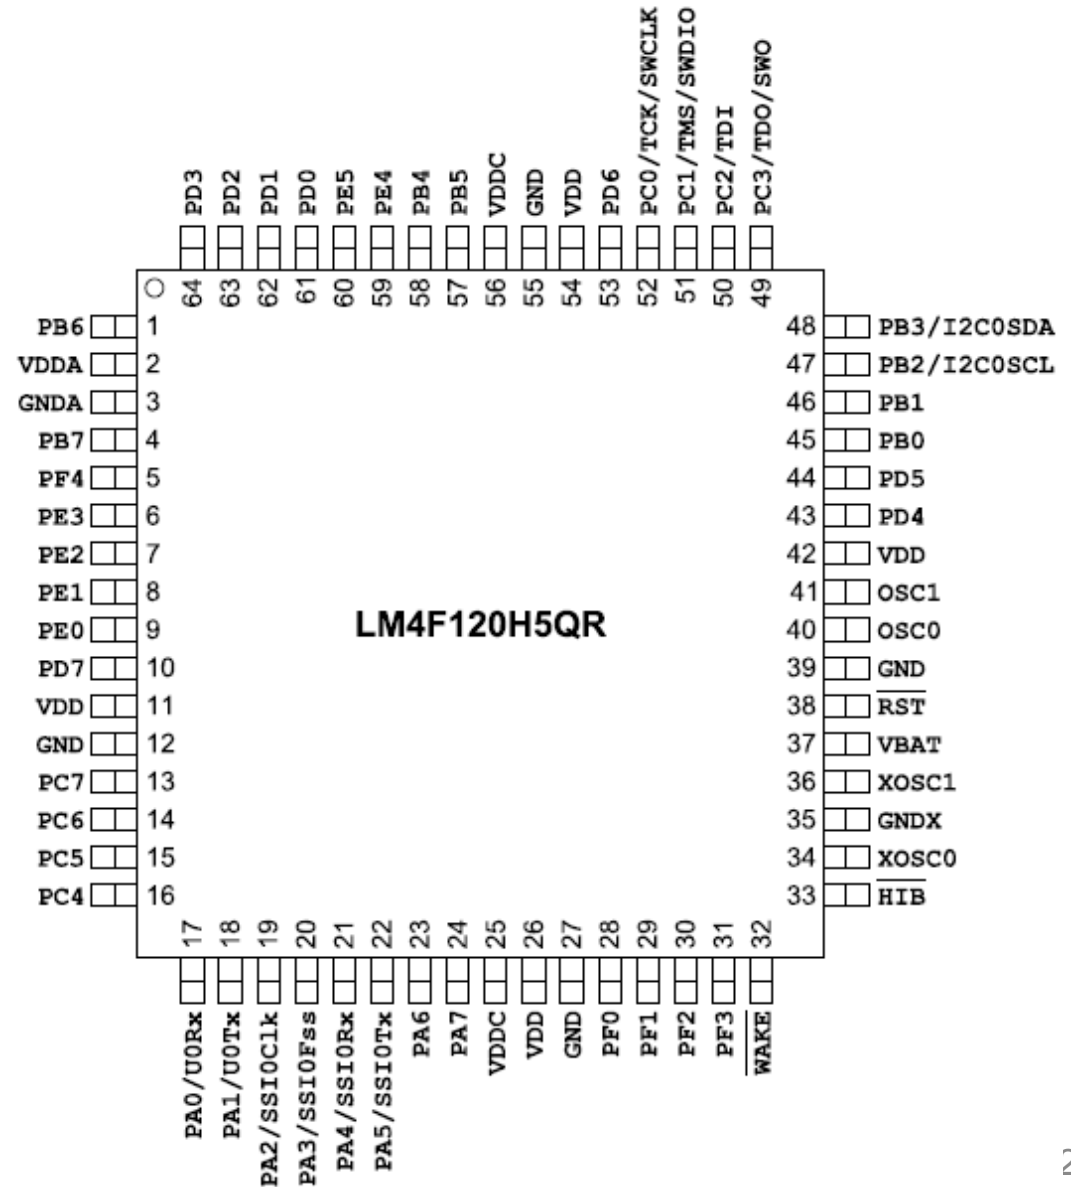 PD3
PD2
PD1
PD0
PE5
PE4
PB4
PB5
VDDC
GND
VDD
PD6
PC0/TCK/SWCLK
PC1/TMS/SWDIO
PC2/TDI
PC3/TDO/SWO
64
63
62
61
60
59
58
57
56
55
54
53
52
51
50
49
PB6 1
VDDA 2
GNDA 3
PB7 4
PF4 5
PE3 6
PE2 7
PE1 8
PE0 9
PD7 10
VDD 11
GND 12
PC7 13
PC6 14
PC5 15
PC4 16
LM4F120H5QR
48 PB3/I2C0SDA
47 PB2/I2C0SCL
46 PB1
45 PB0
44 PD5
43 PD4
42 VDD
41 OSC1
40 OSC0
39 GND
38 RST
37 VBAT
36 XOSC1
35 GNDX
34 XOSC0
33 HIB
17
18
19
20
21
22
23
24
25
26
27
28
29
30
31
32
PA0/U0Rx
PA1/U0Tx
PA2/SSI0Clk
PA3/SSI0Fss
PA4/SSI0Rx
PA5/SSI0Tx
PA6
PA7
VDDC
VDD
GND
PF0
PF1
PF2
PF3
WAKE